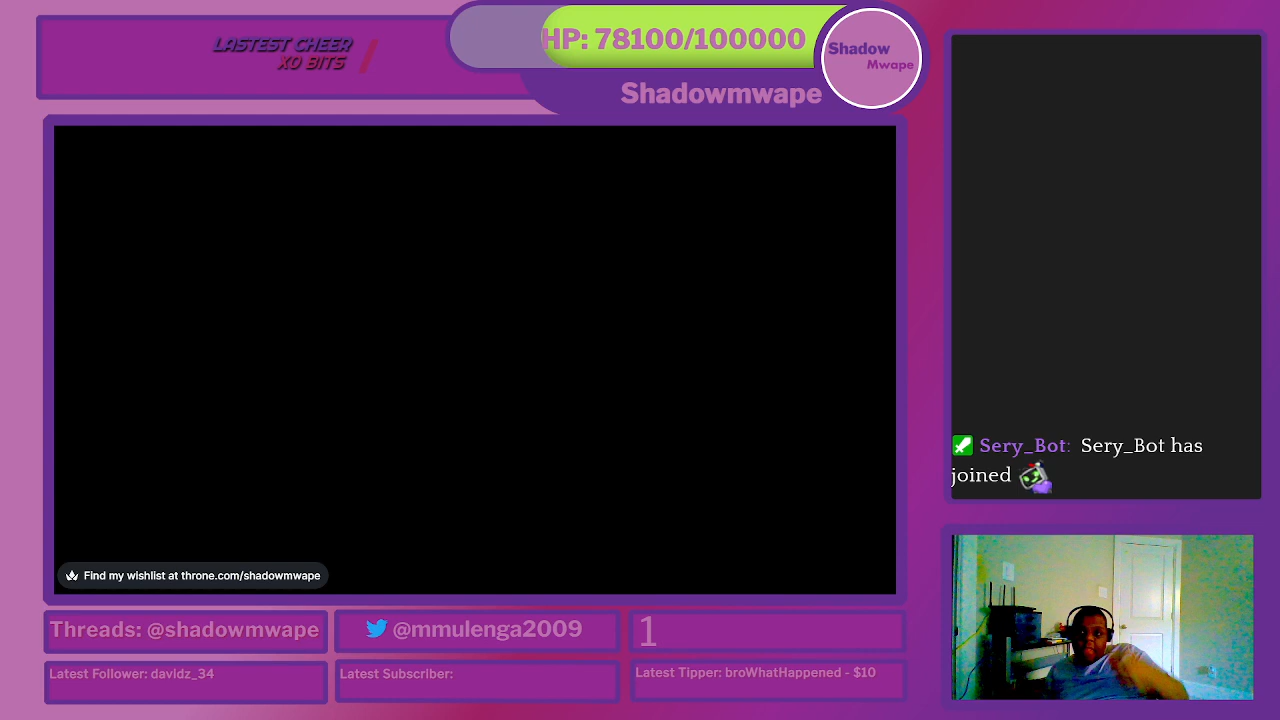 LASTEST CHEER
X0 BITS
HP: 78100/100000
Shadow
Mwape
Shadowmwape
Sery_Bot: Sery_Bot has
joined
Find my wishlist at throne.com/shadowmwape
Threads: @shadowmwape
@mmulenga2009
1
Latest Follower: davidz_34
Latest Subscriber:
Latest Tipper: broWhatHappened - $10